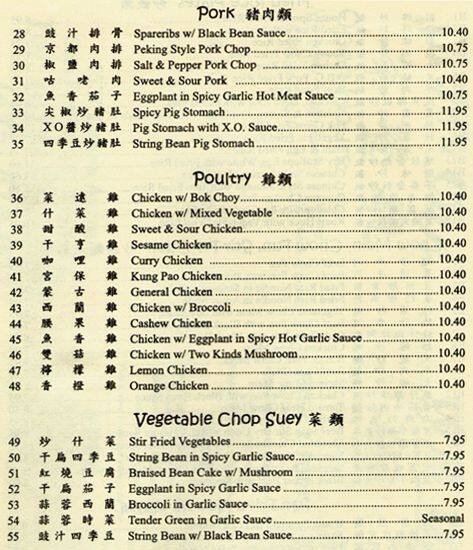 Pork 豬肉類
28 豉汁排骨 Spareribs w/ Black Bean Sauce 10.40
29 京都肉排 Peking Style Pork Chop 10.75
30 椒鹽肉排 Salt & Pepper Pork Chop 10.75
31 咕咾肉 Sweet & Sour Pork 10.40
32 魚香茄子 Eggplant in Spicy Garlic Hot Meat Sauce 10.75
33 尖椒炒豬肚 Spicy Pig Stomach 11.95
34 XO醬炒豬肚 Pig Stomach with X.O. Sauce 11.95
35 四季豆炒豬肚 String Bean Pig Stomach 11.95
Poultry 雞類
36 菜遠雞 Chicken w/ Bok Choy 10.40
37 什菜雞 Chicken w/ Mixed Vegetable 10.40
38 甜酸雞 Sweet & Sour Chicken 10.40
39 干亨雞 Sesame Chicken 10.40
40 咖哩雞 Curry Chicken 10.40
41 宮保雞 Kung Pao Chicken 10.40
42 蒙古雞 General Chicken 10.40
43 西蘭雞 Chicken w/ Broccoli 10.40
44 腰果雞 Cashew Chicken 10.40
45 魚香雞 Chicken w/ Eggplant in Spicy Hot Garlic Sauce 10.40
46 雙菇雞 Chicken w/ Two Kinds Mushroom 10.40
47 檸檬雞 Lemon Chicken 10.40
48 香橙雞 Orange Chicken 10.40
Vegetable Chop Suey 菜類
49 炒什菜 Stir Fried Vegetables 7.95
50 干扁四季豆 String Bean in Spicy Garlic Sauce 7.95
51 紅燒豆腐 Braised Bean Cake w/ Mushroom 7.95
52 干扁茄子 Eggplant in Spicy Garlic Sauce 7.95
53 蒜蓉西蘭 Broccoli in Garlic Sauce 7.95
54 蒜蓉時菜 Tender Green in Garlic Sauce Seasonal
55 豉汁四季豆 String Bean w/ Black Bean Sauce 7.95